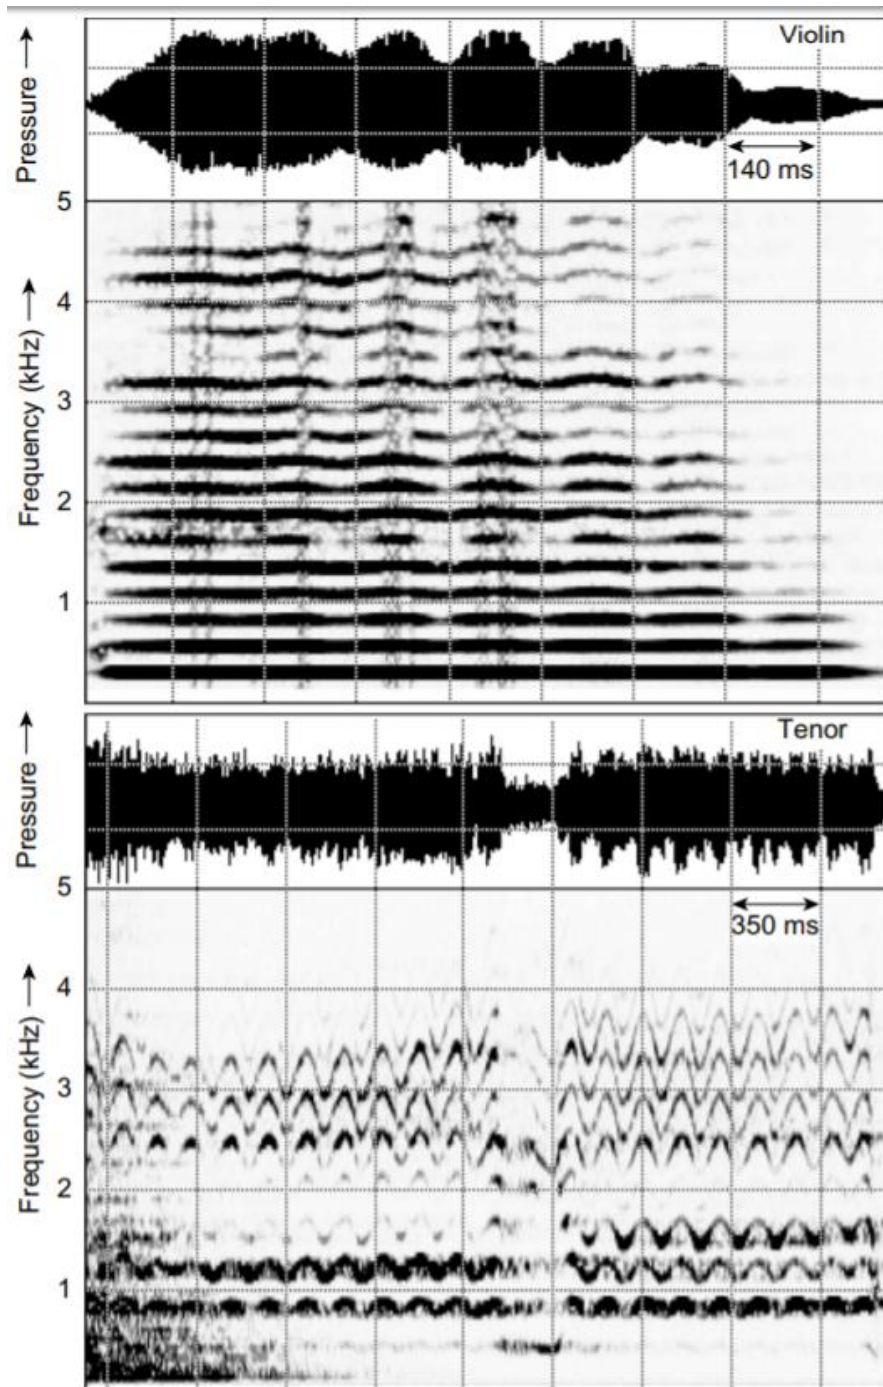 Violin
Pressure →
140 ms
5
4
3
2
1
Frequency (kHz) →
Tenor
Pressure →
350 ms
5
4
3
2
1
Frequency (kHz) →